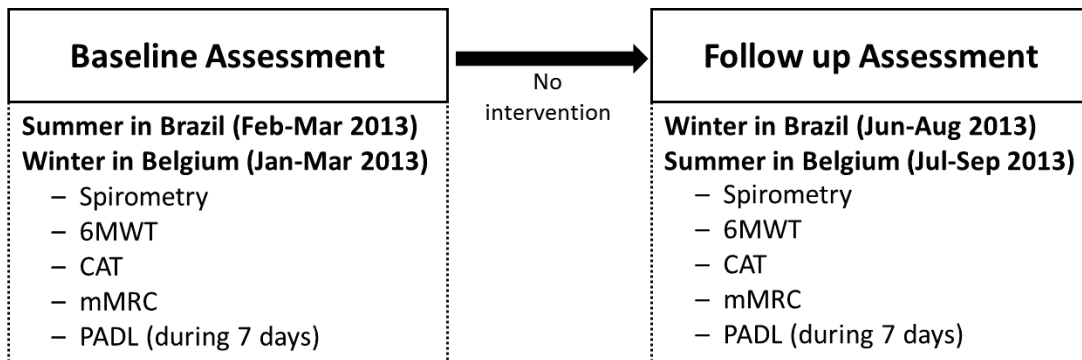 Baseline Assessment
Summer in Brazil (Feb-Mar 2013)
Winter in Belgium (Jan-Mar 2013)
– Spirometry
– 6MWT
– CAT
– mMRC
– PADL (during 7 days)
No
intervention
Follow up Assessment
Winter in Brazil (Jun-Aug 2013)
Summer in Belgium (Jul-Sep 2013)
– Spirometry
– 6MWT
– CAT
– mMRC
– PADL (during 7 days)